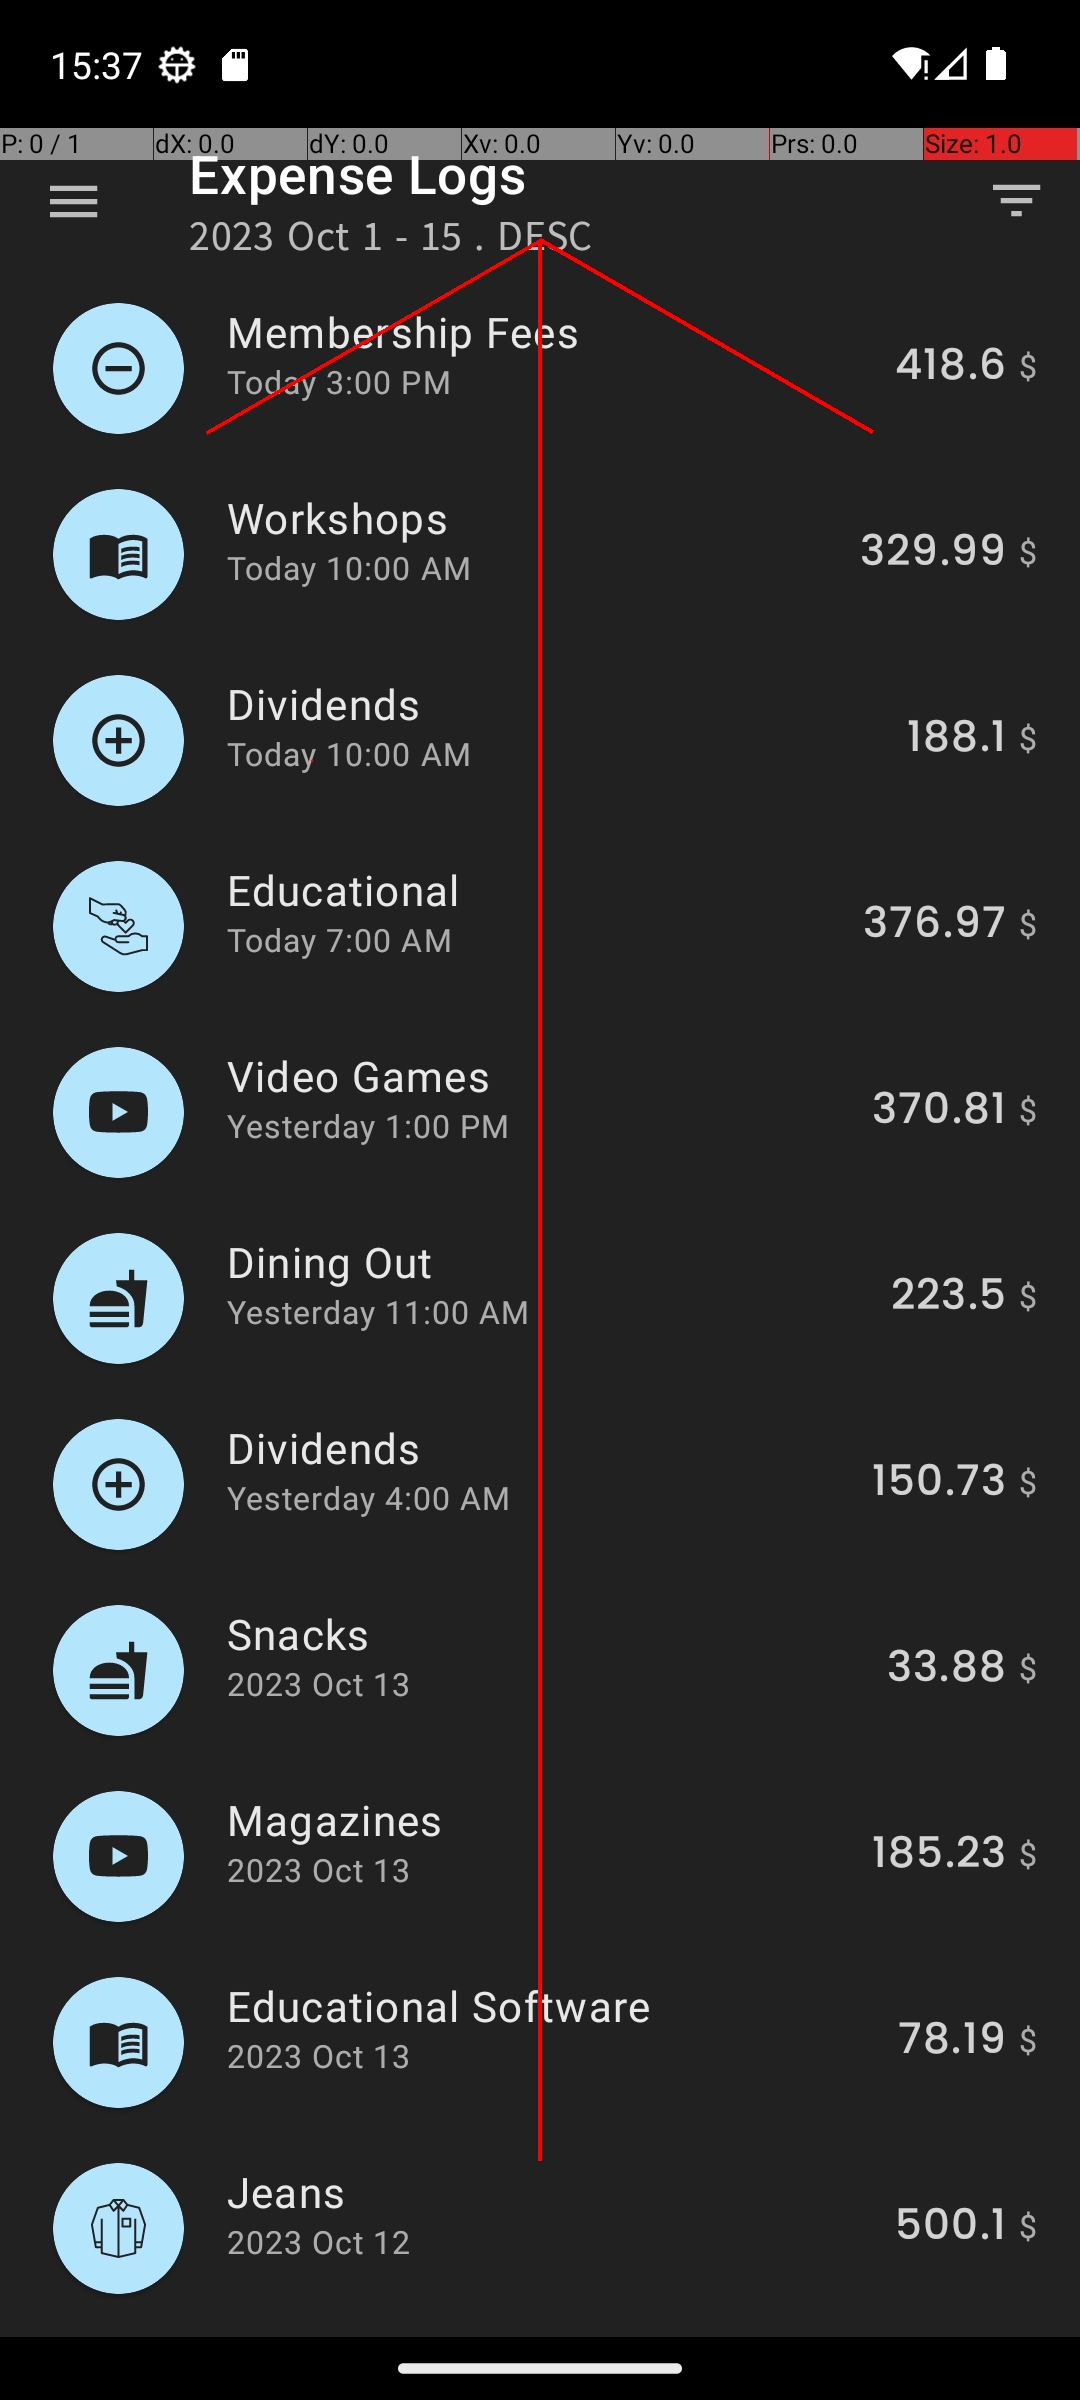 15:37
P: 0 / 1 dX: 0.0 dY: 0.0 Xv: 0.0 Yv: 0.0 Prs: 0.0 Size: 1.0
Expense Logs
2023 Oct 1 - 15 . DESC
Membership Fees
Today 3:00 PM
418.6 $
Workshops
Today 10:00 AM
329.99 $
Dividends
Today 10:00 AM
188.1 $
Educational
Today 7:00 AM
376.97 $
Video Games
Yesterday 1:00 PM
370.81 $
Dining Out
Yesterday 11:00 AM
223.5 $
Dividends
Yesterday 4:00 AM
150.73 $
Snacks
2023 Oct 13
33.88 $
Magazines
2023 Oct 13
185.23 $
Educational Software
2023 Oct 13
78.19 $
Jeans
2023 Oct 12
500.1 $